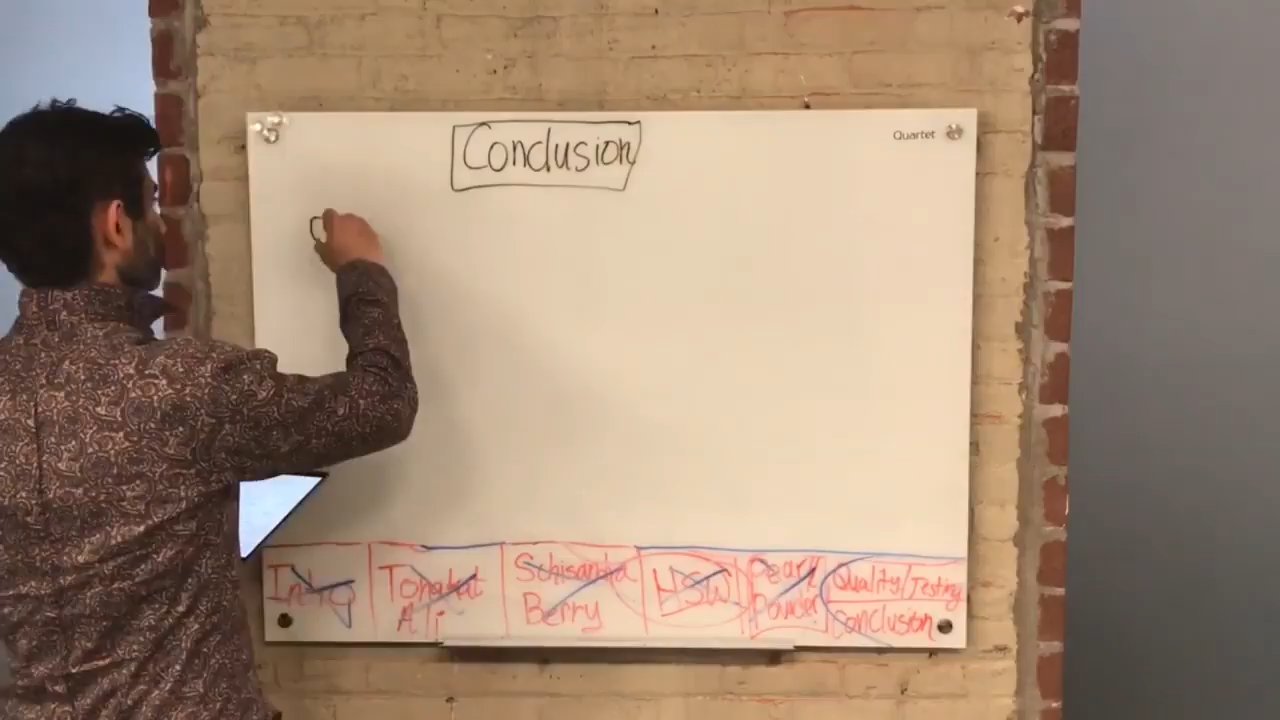 Conclusion
Quartet
Intro
Tongkat
Ali
Schisandra
Berry
HSW
Pearl
Powder
Quality/Testing
Conclusion